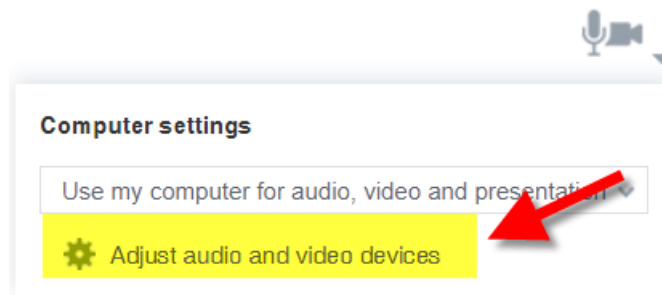 Computer settings
Use my computer for audio, video and presentation
Adjust audio and video devices